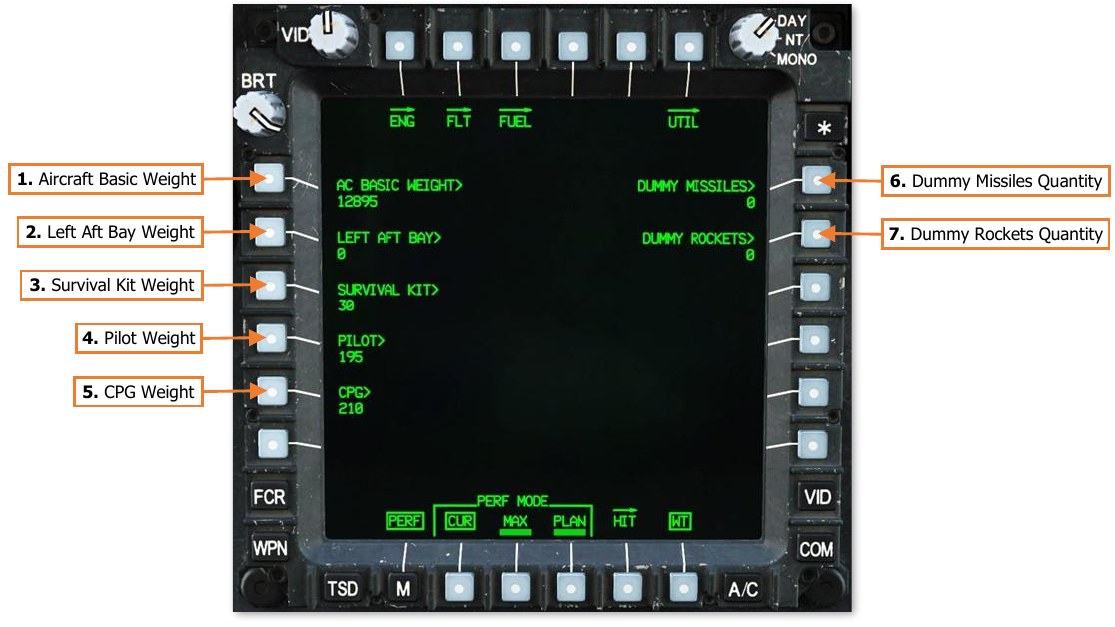 VID
DAY
NT
MONO
BRT
ENG FLT FUEL UTIL
*
1. Aircraft Basic Weight
AC BASIC WEIGHT>
12895
DUMMY MISSILES>
0
6. Dummy Missiles Quantity
2. Left Aft Bay Weight
LEFT AFT BAY>
0
DUMMY ROCKETS>
0
7. Dummy Rockets Quantity
3. Survival Kit Weight
SURVIVAL KIT>
30
4. Pilot Weight
PILOT>
195
5. CPG Weight
CPG>
210
FCR
VID
PERF MODE
PERF CUR MAX PLAN HIT WT
WPN
COM
TSD M A/C